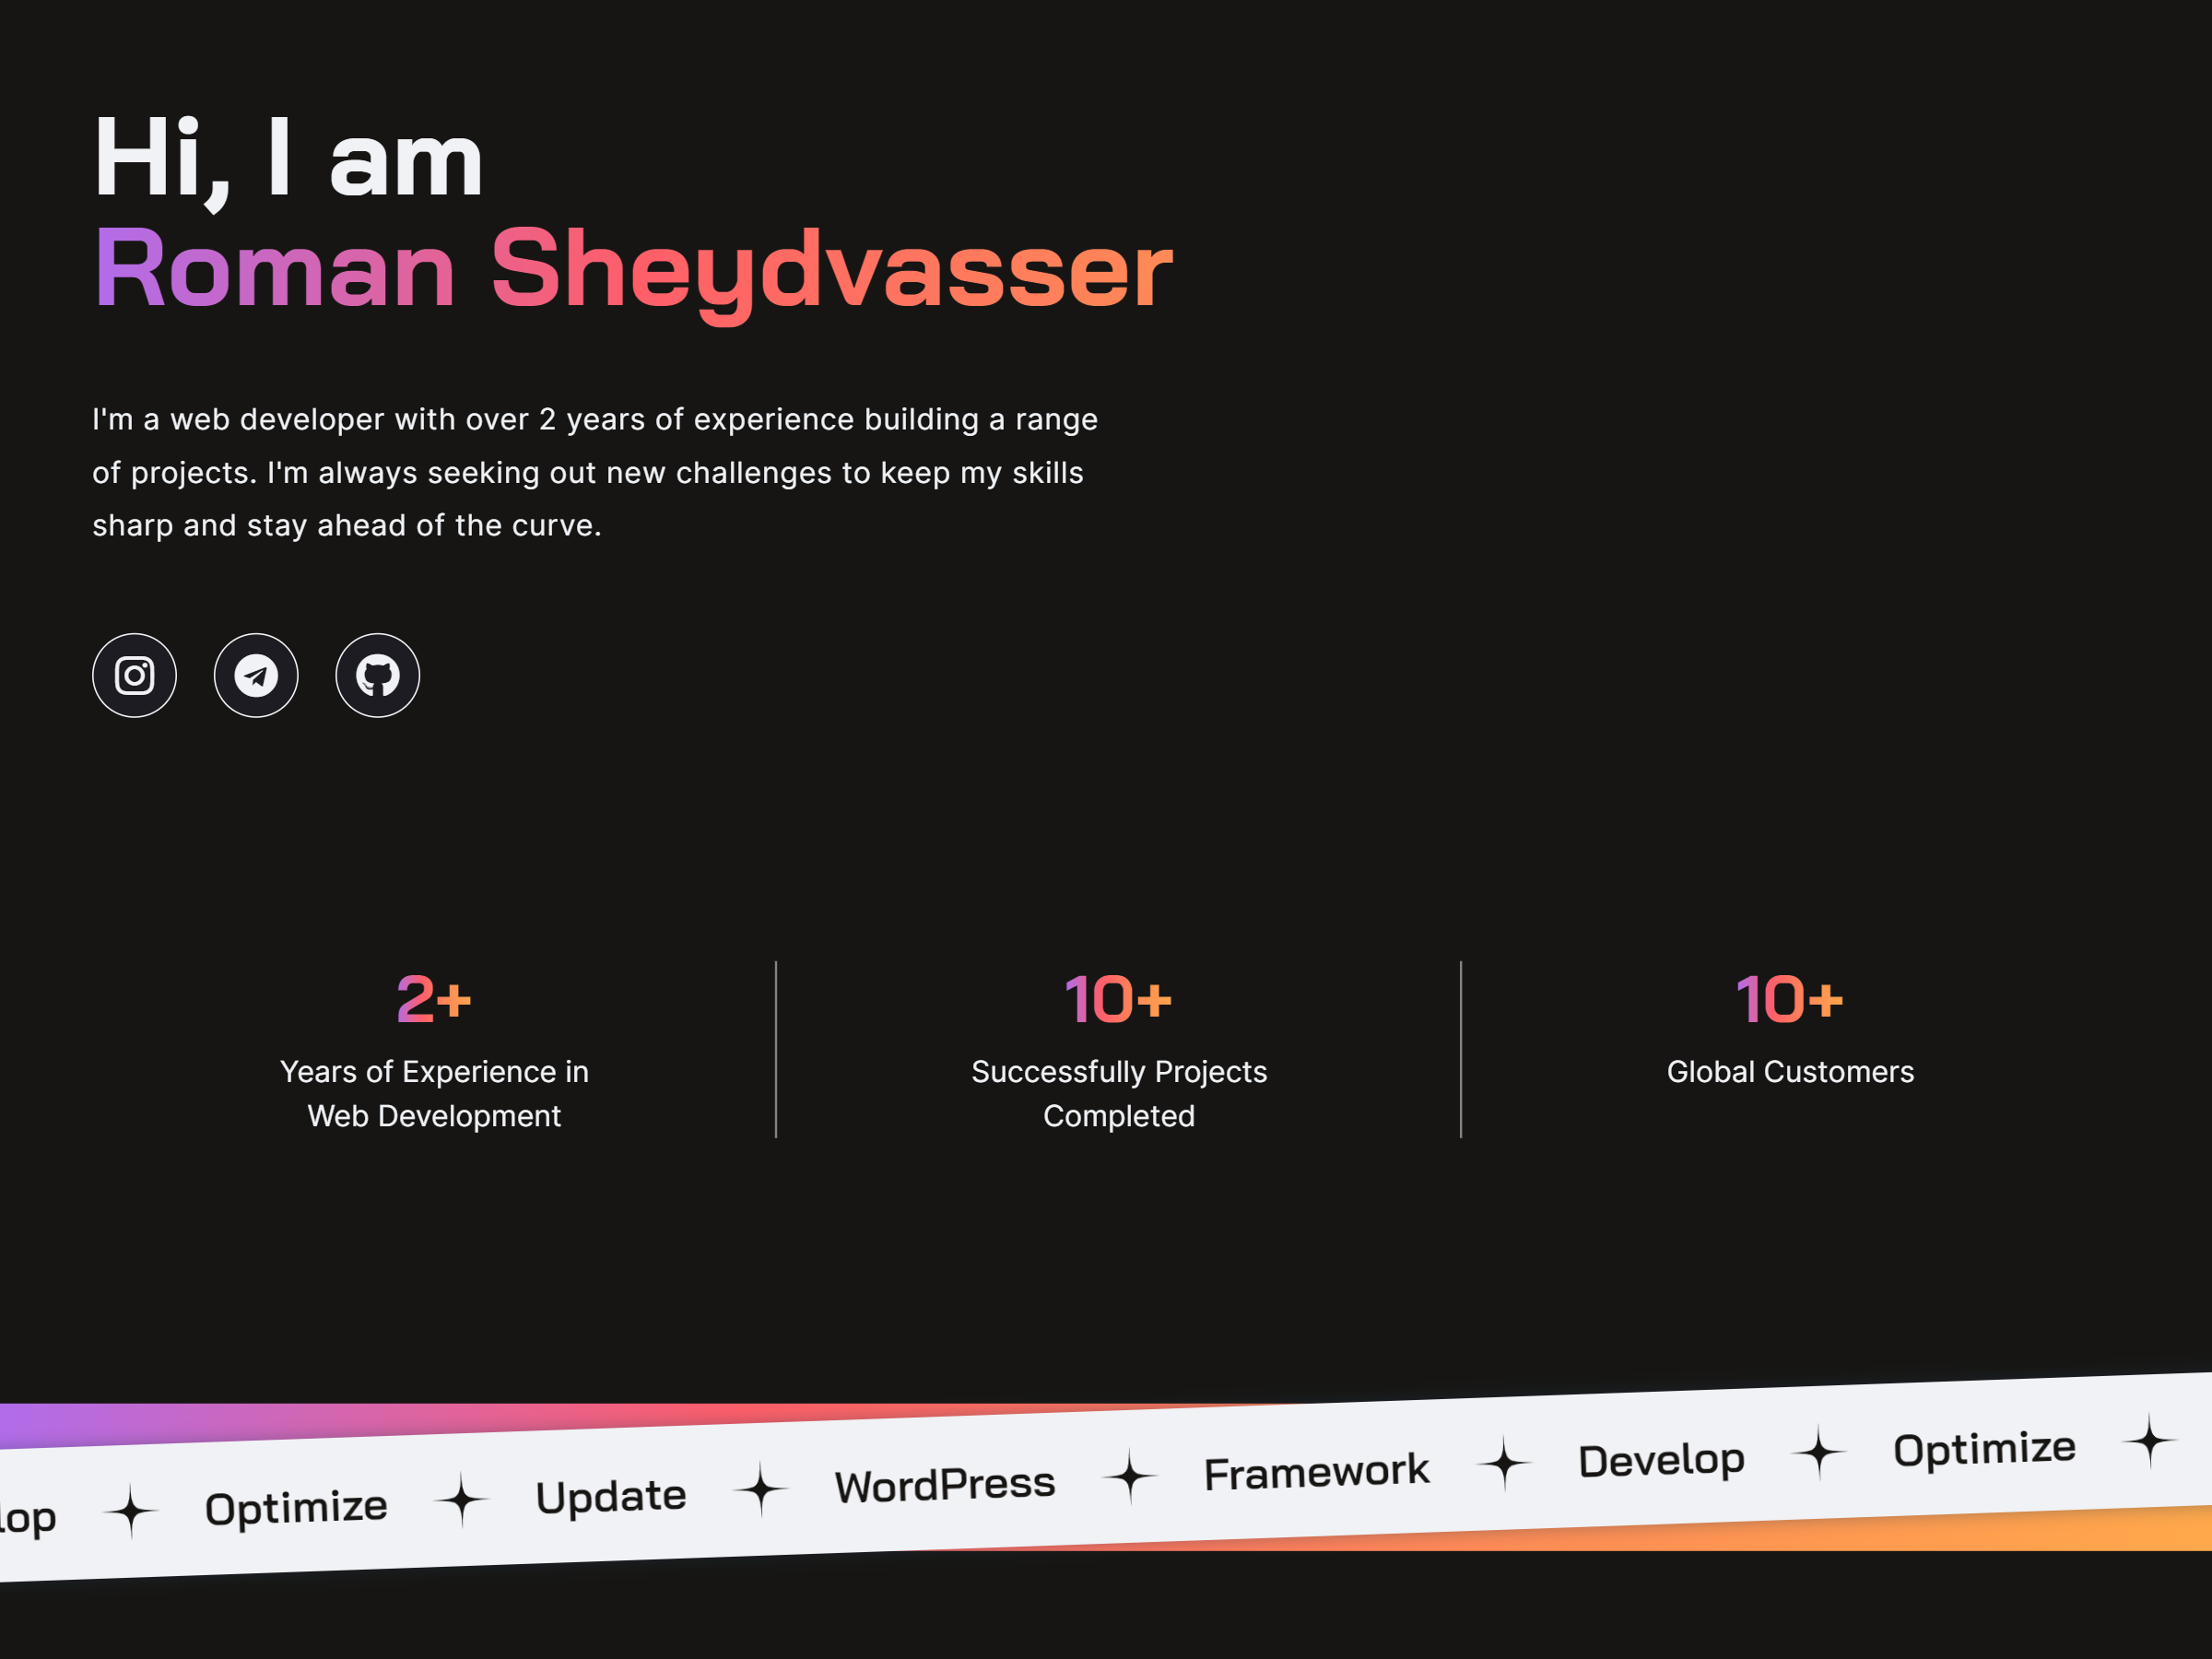 Hi, I am
Roman Sheydvasser
I'm a web developer with over 2 years of experience building a range
of projects. I'm always seeking out new challenges to keep my skills
sharp and stay ahead of the curve.
2+
Years of Experience in
Web Development
10+
Successfully Projects
Completed
10+
Global Customers
lop Optimize Update WordPress Framework Develop Optimize